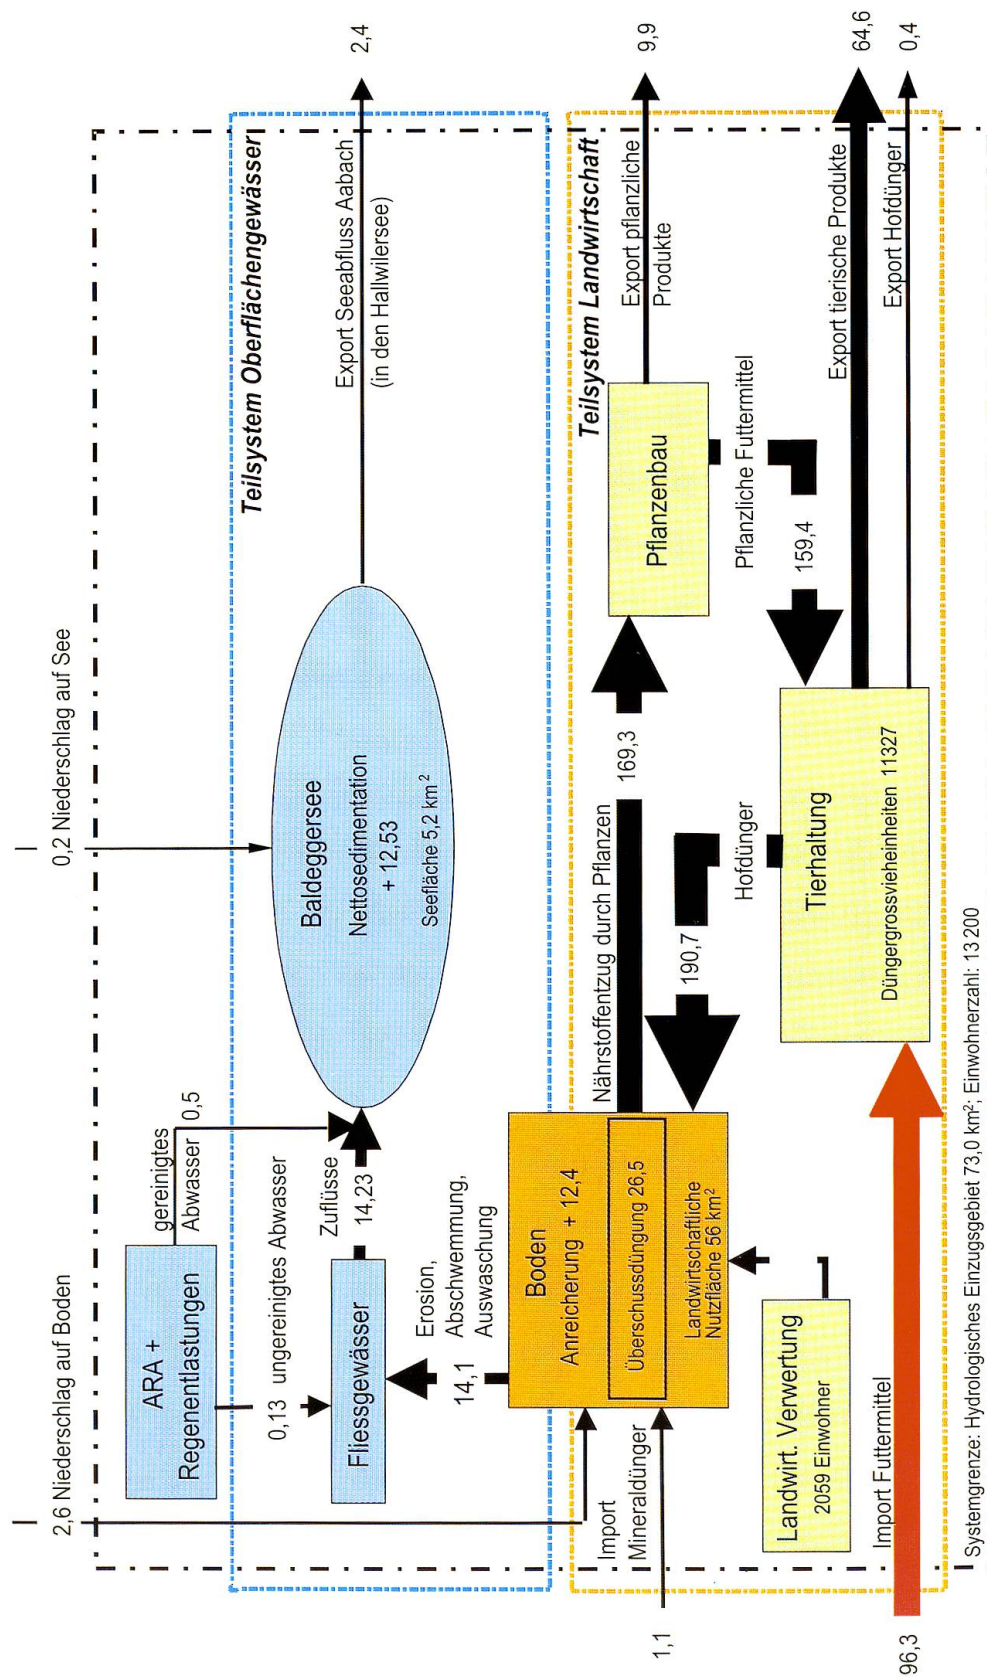 2,6 Niederschlag auf Boden
0,2 Niederschlag auf See
ARA +
Regenentlastungen
gereinigtes
Abwasser
0,5
0,13 ungereinigtes Abwasser
Teilsystem Oberflächengewässer
Fliessgewässer
Zuflüsse
14,23
Baldeggersee
Nettosedimentation
+ 12,53
Seefläche 5,2 km²
Export Seeabfluss Aabach
(in den Hallwilersee)
2,4
14,1
Erosion,
Abschwemmung,
Auswaschung
Teilsystem Landwirtschaft
Import
Mineraldünger
1,1
Boden
Anreicherung + 12,4
Überschussdüngung 26,5
Landwirtschaftliche
Nutzfläche 56 km²
Nährstoffentzug durch Pflanzen
169,3
Pflanzenbau
Export pflanzliche
Produkte
9,9
190,7
Hofdünger
Pflanzliche Futtermittel
159,4
Landwirt. Verwertung
2059 Einwohner
Tierhaltung
Düngergrossvieheinheiten 11327
Export tierische Produkte
64,6
Export Hofdünger
0,4
Import Futtermittel
96,3
Systemgrenze: Hydrologisches Einzugsgebiet 73,0 km²; Einwohnerzahl: 13 200